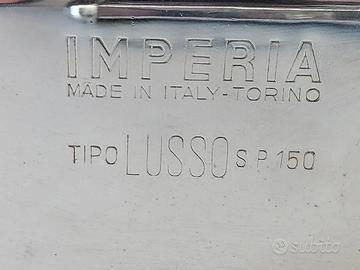 IMPERIA
MADE IN ITALY-TORINO
TIPO LUSSO S.P.150
subito